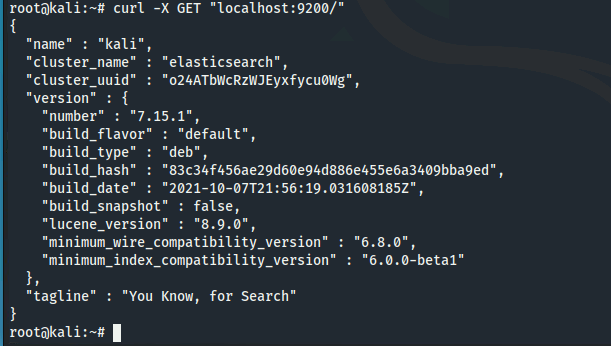 root@kali:~# curl -X GET "localhost:9200/"
{
  "name" : "kali",
  "cluster_name" : "elasticsearch",
  "cluster_uuid" : "o24ATbWcRzWJEyxfycu0Wg",
  "version" : {
    "number" : "7.15.1",
    "build_flavor" : "default",
    "build_type" : "deb",
    "build_hash" : "83c34f456ae29d60e94d886e455e6a3409bba9ed",
    "build_date" : "2021-10-07T21:56:19.031608185Z",
    "build_snapshot" : false,
    "lucene_version" : "8.9.0",
    "minimum_wire_compatibility_version" : "6.8.0",
    "minimum_index_compatibility_version" : "6.0.0-beta1"
  },
  "tagline" : "You Know, for Search"
}
root@kali:~#